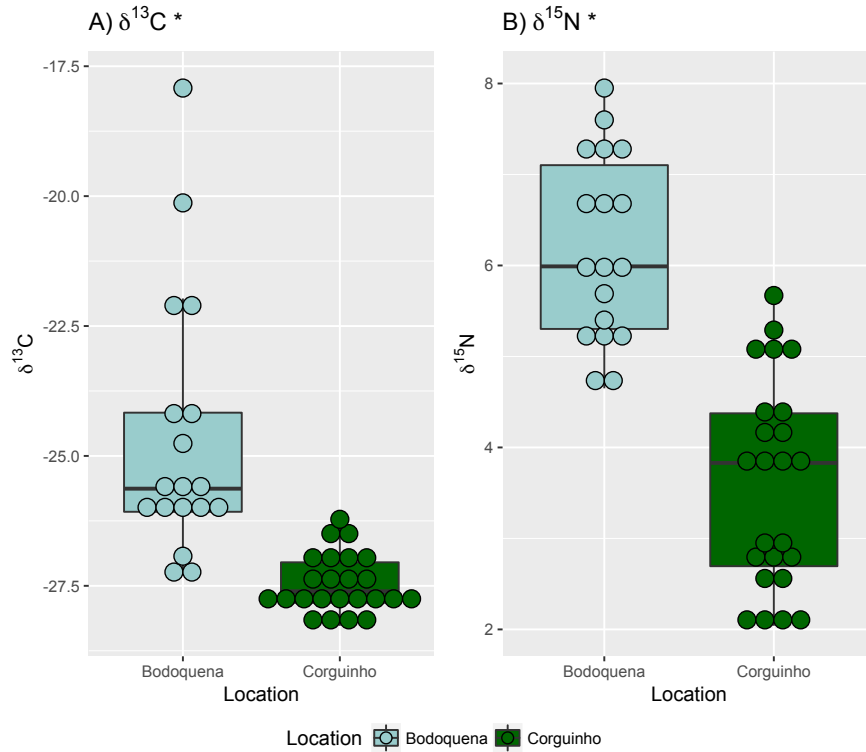 A) δ¹³C *
-17.5
-20.0
-22.5
-25.0
-27.5
δ¹³C
Bodoquena Corguinho
Location
B) δ¹⁵N *
8
6
4
2
δ¹⁵N
Bodoquena Corguinho
Location
Location Bodoquena Corguinho